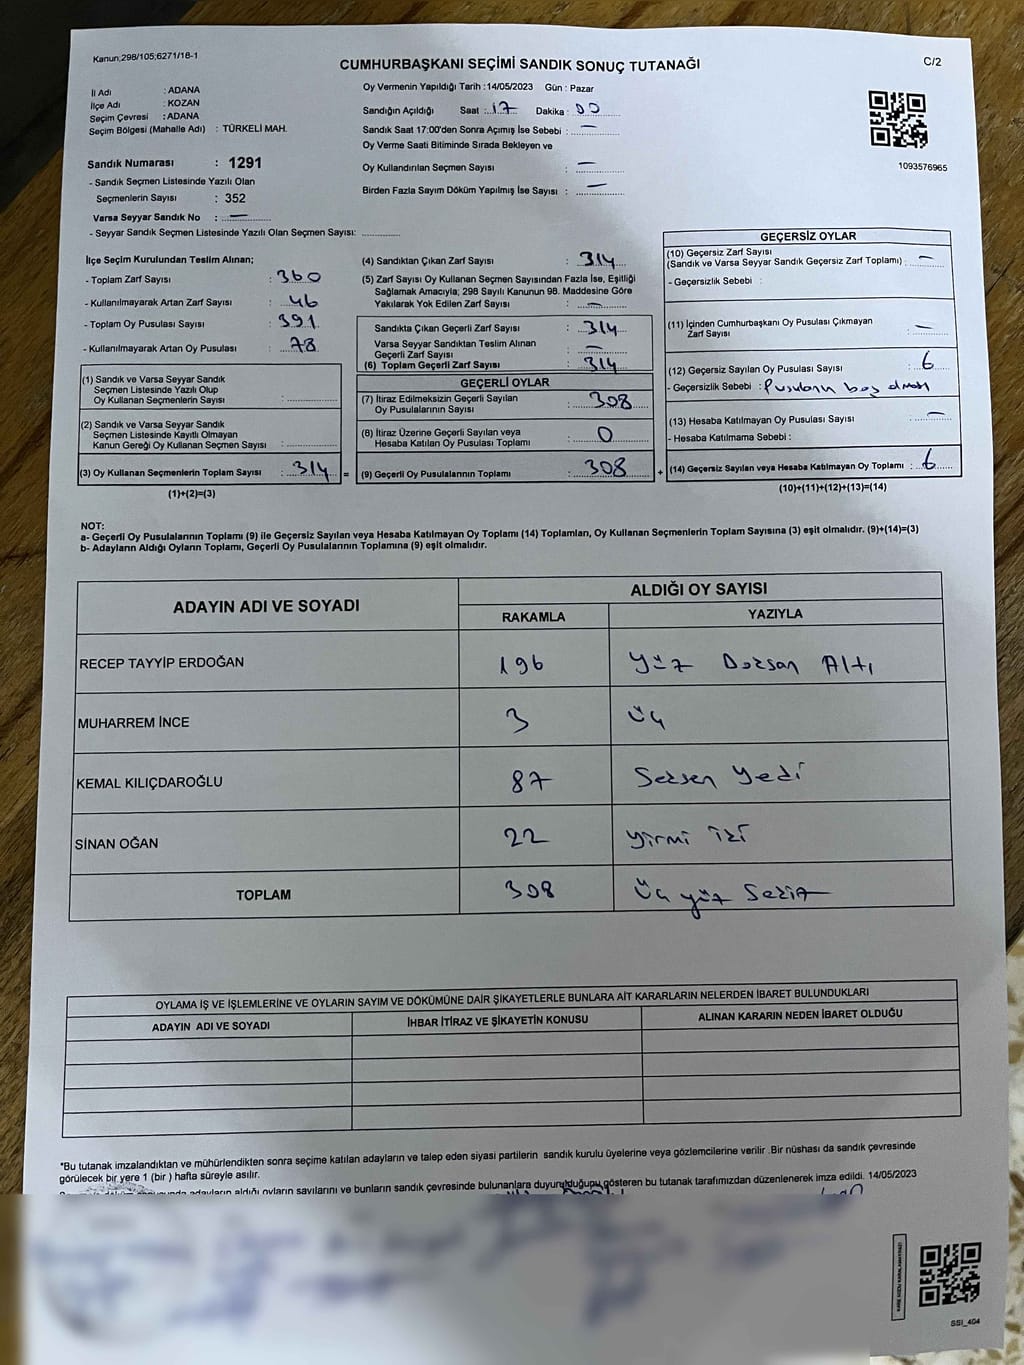 Kanun;298/105;6271/18-1
CUMHURBAŞKANI SEÇİMİ SANDIK SONUÇ TUTANAĞI
C/2
İl Adı : ADANA
İlçe Adı : KOZAN
Seçim Çevresi : ADANA
Seçim Bölgesi (Mahalle Adı) : TÜRKELİ MAH.
Sandık Numarası : 1291
- Sandık Seçmen Listesinde Yazılı Olan
Seçmenlerin Sayısı : 352
Varsa Seyyar Sandık No : —
- Seyyar Sandık Seçmen Listesinde Yazılı Olan Seçmen Sayısı:
Oy Vermenin Yapıldığı Tarih :14/05/2023 Gün : Pazar
Sandığın Açıldığı Saat : 17 Dakika : 00
Sandık Saat 17:00'den Sonra Açımış İse Sebebi : —
Oy Verme Saati Bitiminde Sırada Bekleyen ve
Oy Kullandırılan Seçmen Sayısı : —
Birden Fazla Sayım Döküm Yapılmış İse Sayısı : —
1093576965
İlçe Seçim Kurulundan Teslim Alınan;
- Toplam Zarf Sayısı : 360
- Kullanılmayarak Artan Zarf Sayısı : 46
- Toplam Oy Pusulası Sayısı : 391
- Kullanılmayarak Artan Oy Pusulası : 78
(1) Sandık ve Varsa Seyyar Sandık
Seçmen Listesinde Yazılı Olup
Oy Kullanan Seçmenlerin Sayısı :
(2) Sandık ve Varsa Seyyar Sandık
Seçmen Listesinde Kayıtlı Olmayan
Kanun Gereği Oy Kullanan Seçmen Sayısı :
(3) Oy Kullanan Seçmenlerin Toplam Sayısı : 314 =
(1)+(2)=(3)
(4) Sandıktan Çıkan Zarf Sayısı : 314
(5) Zarf Sayısı Oy Kullanan Seçmen Sayısından Fazla İse, Eşitliği
Sağlamak Amacıyla; 298 Sayılı Kanunun 98. Maddesine Göre
Yakılarak Yok Edilen Zarf Sayısı : —
Sandıkta Çıkan Geçerli Zarf Sayısı : 314
Varsa Seyyar Sandıktan Teslim Alınan
Geçerli Zarf Sayısı : —
(6) Toplam Geçerli Zarf Sayısı : 314
GEÇERLİ OYLAR
(7) İtiraz Edilmeksizin Geçerli Sayılan
Oy Pusulalarının Sayısı : 308
(8) İtiraz Üzerine Geçerli Sayılan veya
Hesaba Katılan Oy Pusulası Toplamı : 0
(9) Geçerli Oy Pusulalarının Toplamı : 308 +
GEÇERSİZ OYLAR
(10) Geçersiz Zarf Sayısı
(Sandık ve Varsa Seyyar Sandık Geçersiz Zarf Toplamı) : —
- Geçersizlik Sebebi :
(11) İçinden Cumhurbaşkanı Oy Pusulası Çıkmayan
Zarf Sayısı : —
(12) Geçersiz Sayılan Oy Pusulası Sayısı : 6
- Geçersizlik Sebebi : Pusulanın boş olması
(13) Hesaba Katılmayan Oy Pusulası Sayısı : —
- Hesaba Katılmama Sebebi :
(14) Geçersiz Sayılan veya Hesaba Katılmayan Oy Toplamı : 6
(10)+(11)+(12)+(13)=(14)
NOT:
a- Geçerli Oy Pusulalarının Toplamı (9) ile Geçersiz Sayılan veya Hesaba Katılmayan Oy Toplamı (14) Toplamları, Oy Kullanan Seçmenlerin Toplam Sayısına (3) eşit olmalıdır. (9)+(14)=(3)
b- Adayların Aldığı Oyların Toplamı, Geçerli Oy Pusulalarının Toplamına (9) eşit olmalıdır.
ADAYIN ADI VE SOYADI
ALDIĞI OY SAYISI
RAKAMLA YAZIYLA
RECEP TAYYİP ERDOĞAN 196 Yüz Doksan Altı
MUHARREM İNCE 3 Üç
KEMAL KILIÇDAROĞLU 87 Seksen Yedi
SİNAN OĞAN 22 Yirmi iki
TOPLAM 308 Üç yüz Sekiz
OYLAMA İŞ VE İŞLEMLERİNE VE OYLARIN SAYIM VE DÖKÜMÜNE DAİR ŞİKAYETLERLE BUNLARA AİT KARARLARIN NELERDEN İBARET BULUNDUKLARI
ADAYIN ADI VE SOYADI İHBAR İTİRAZ VE ŞİKAYETİN KONUSU ALINAN KARARIN NEDEN İBARET OLDUĞU
*Bu tutanak imzalandıktan ve mühürlendikten sonra seçime katılan adayların ve talep eden siyasi partilerin sandık kurulu üyelerine veya gözlemcilerine verilir .Bir nüshası da sandık çevresinde
görülecek bir yere 1 (bir ) hafta süreyle asılır.
adayların aldığı oyların sayılarını ve bunların sandık çevresinde bulunanlara duyurulduğunu gösteren bu tutanak tarafımızdan düzenlenerek imza edildi. 14/05/2023
SSI_404